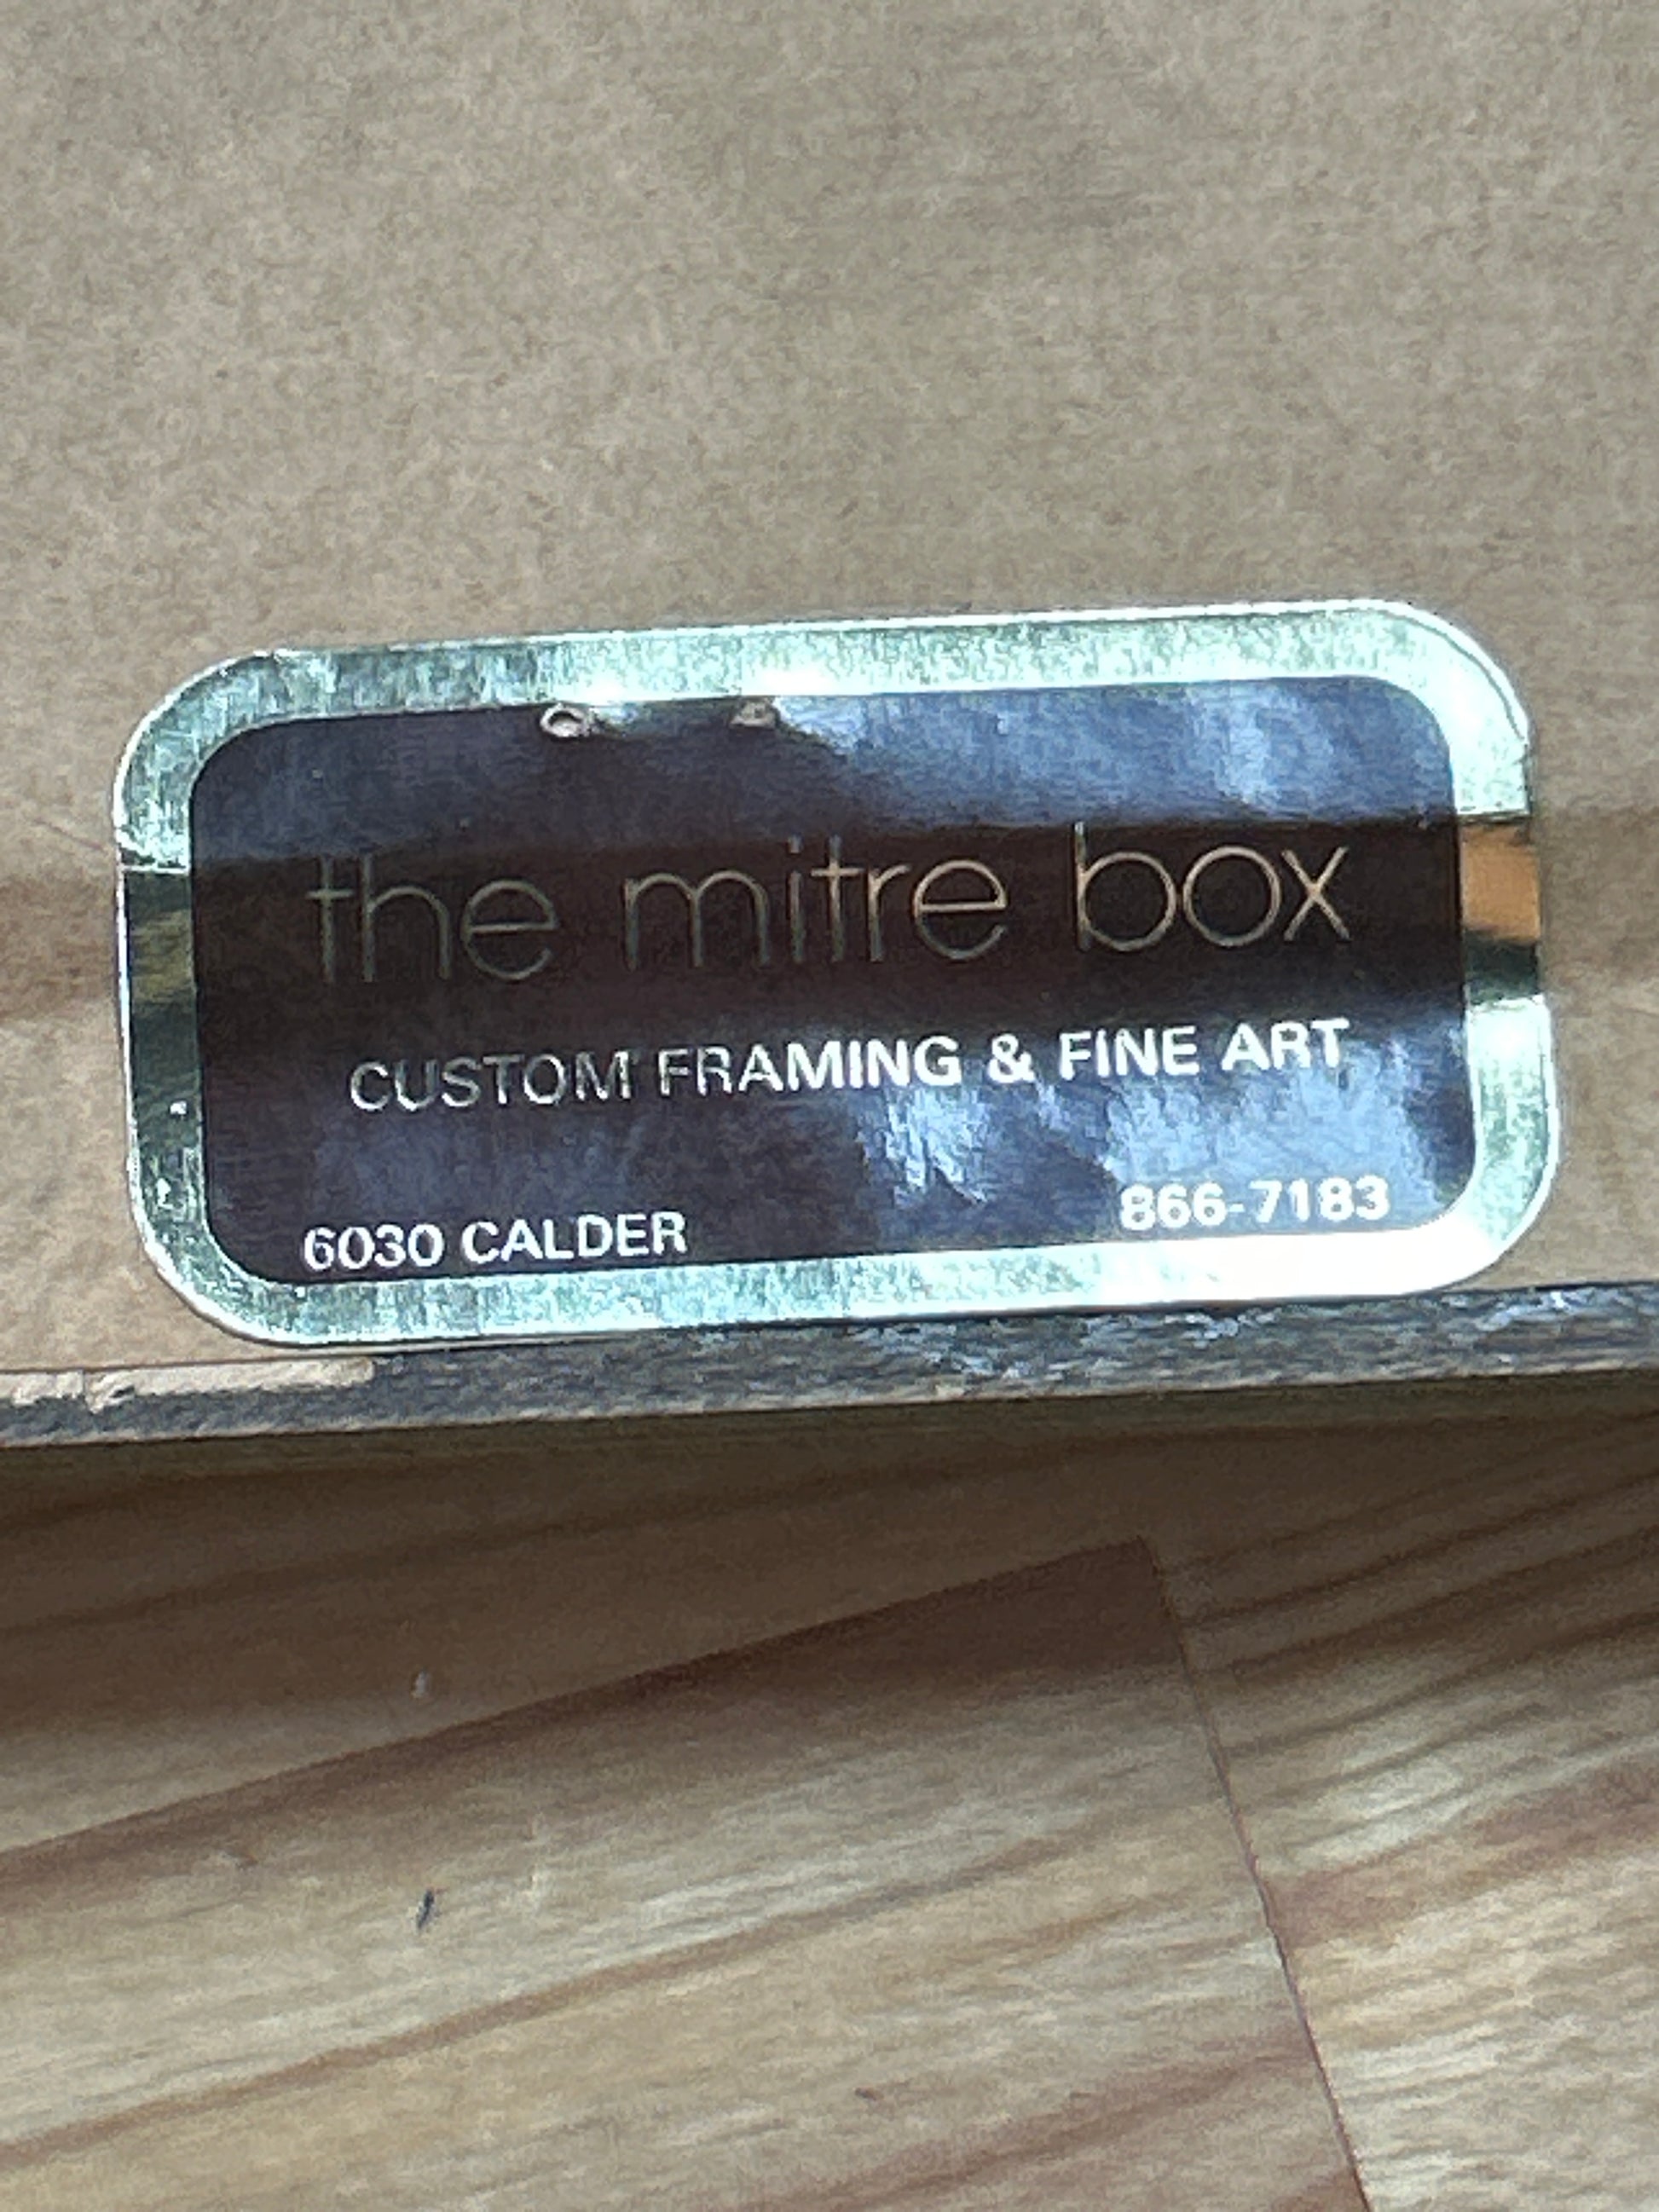 the mitre box
CUSTOM FRAMING & FINE ART
6030 CALDER 866-7183